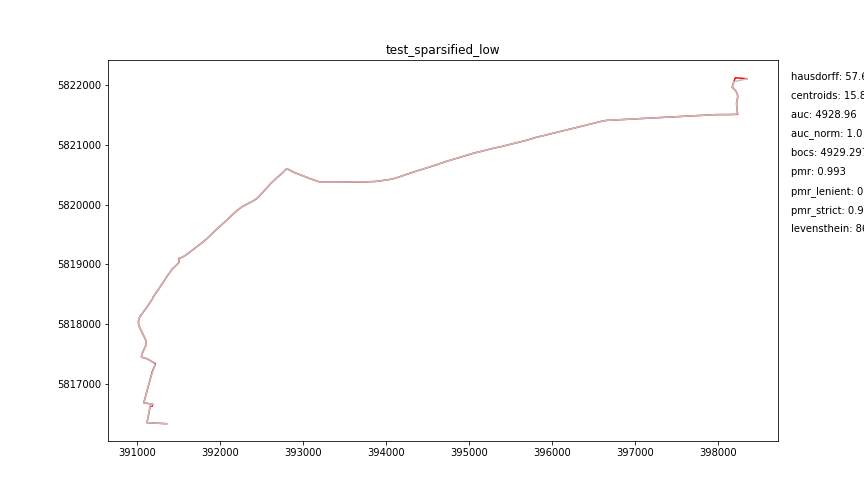 test_sparsified_low
5822000
5821000
5820000
5819000
5818000
5817000
391000 392000 393000 394000 395000 396000 397000 398000
hausdorff: 57.6
centroids: 15.8
auc: 4928.96
auc_norm: 1.0
bocs: 4929.297
pmr: 0.993
pmr_lenient: 0
pmr_strict: 0.9
levensthein: 86